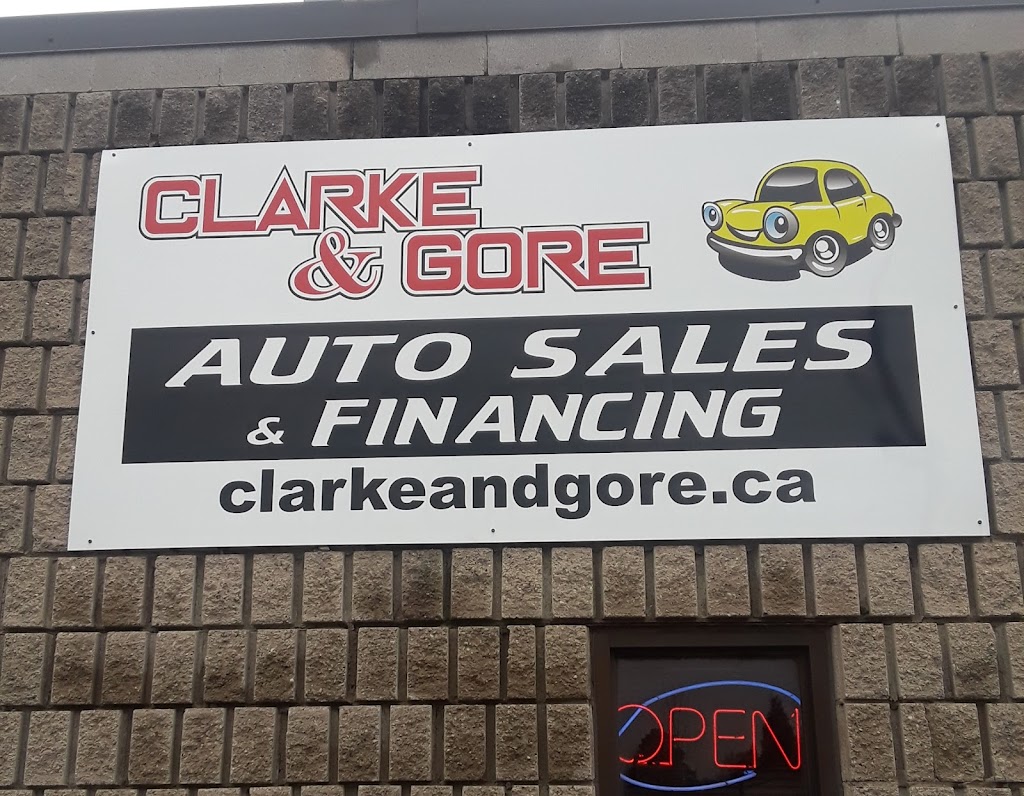 CLARKE
& GORE
AUTO SALES
& FINANCING
clarkeandgore.ca
OPEN